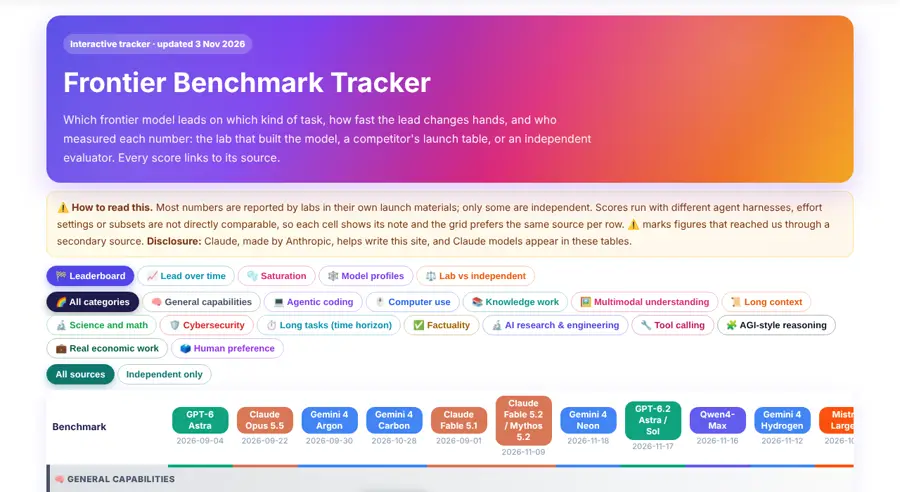 Interactive tracker · updated 3 Nov 2026
Frontier Benchmark Tracker
Which frontier model leads on which kind of task, how fast the lead changes hands, and who
measured each number: the lab that built the model, a competitor's launch table, or an independent
evaluator. Every score links to its source.
⚠️ How to read this. Most numbers are reported by labs in their own launch materials; only some are independent. Scores run with different agent harnesses, effort
settings or subsets are not directly comparable, so each cell shows its note and the grid prefers the same source per row. ⚠️ marks figures that reached us through a
secondary source. Disclosure: Claude, made by Anthropic, helps write this site, and Claude models appear in these tables.
Leaderboard Lead over time Saturation Model profiles Lab vs independent
All categories General capabilities Agentic coding Computer use Knowledge work Multimodal understanding Long context
Science and math Cybersecurity Long tasks (time horizon) Factuality AI research & engineering Tool calling AGI-style reasoning
Real economic work Human preference
All sources Independent only
Benchmark
GPT-6
Astra
2026-09-04
Claude
Opus 5.5
2026-09-22
Gemini 4
Argon
2026-09-30
Gemini 4
Carbon
2026-10-28
Claude
Fable 5.1
2026-09-01
Claude
Fable 5.2
/ Mythos
5.2
2026-11-09
Gemini 4
Neon
2026-11-18
GPT-6.2
Astra /
Sol
2026-11-17
Qwen4-
Max
2026-11-16
Gemini 4
Hydrogen
2026-11-12
Mistr
Large
2026-10
GENERAL CAPABILITIES